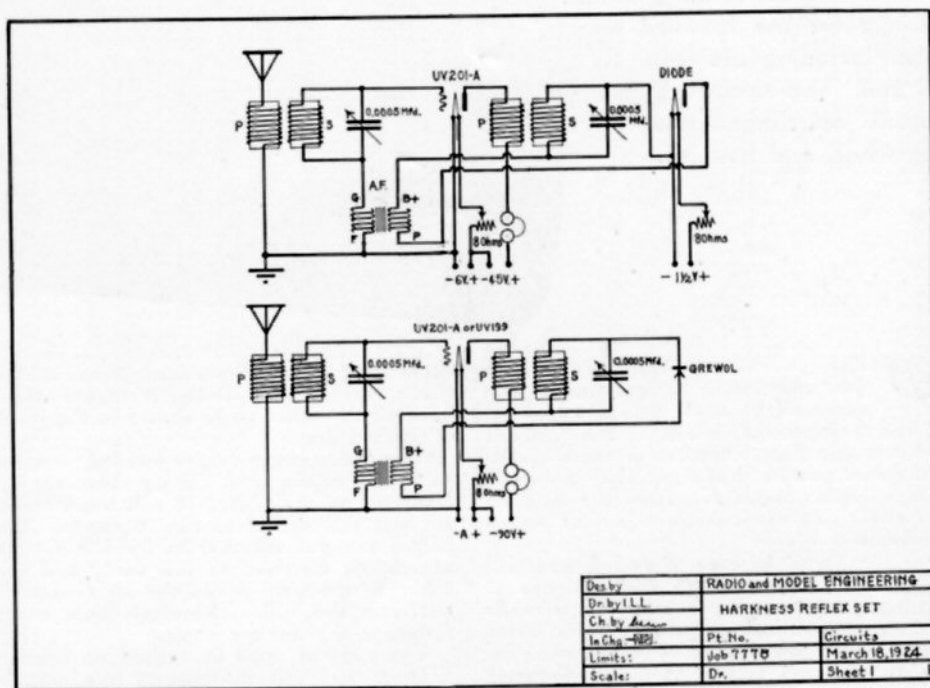 UV201-A
DIODE
P
S
0.0005 Mfd.
P
S
0.0005
Mfd.
A.F.
G
B+
F
P
8 Ohms
8 Ohms
-6V.+ -45V.+
- 1½V+
UV201-A or UV199
P
S
0.0005 Mfd.
P
S
0.0005 Mfd.
GREWOL
G
B+
F
P
8 Ohms
-A + -90V+
Des by
RADIO and MODEL ENGINEERING
Dr. by I.L.L.
HARKNESS REFLEX SET
Ch. by
In Chg.
Pt. No.
Circuits
Limits:
Job 7770
March 18, 1924
Scale:
Dr.
Sheet 1